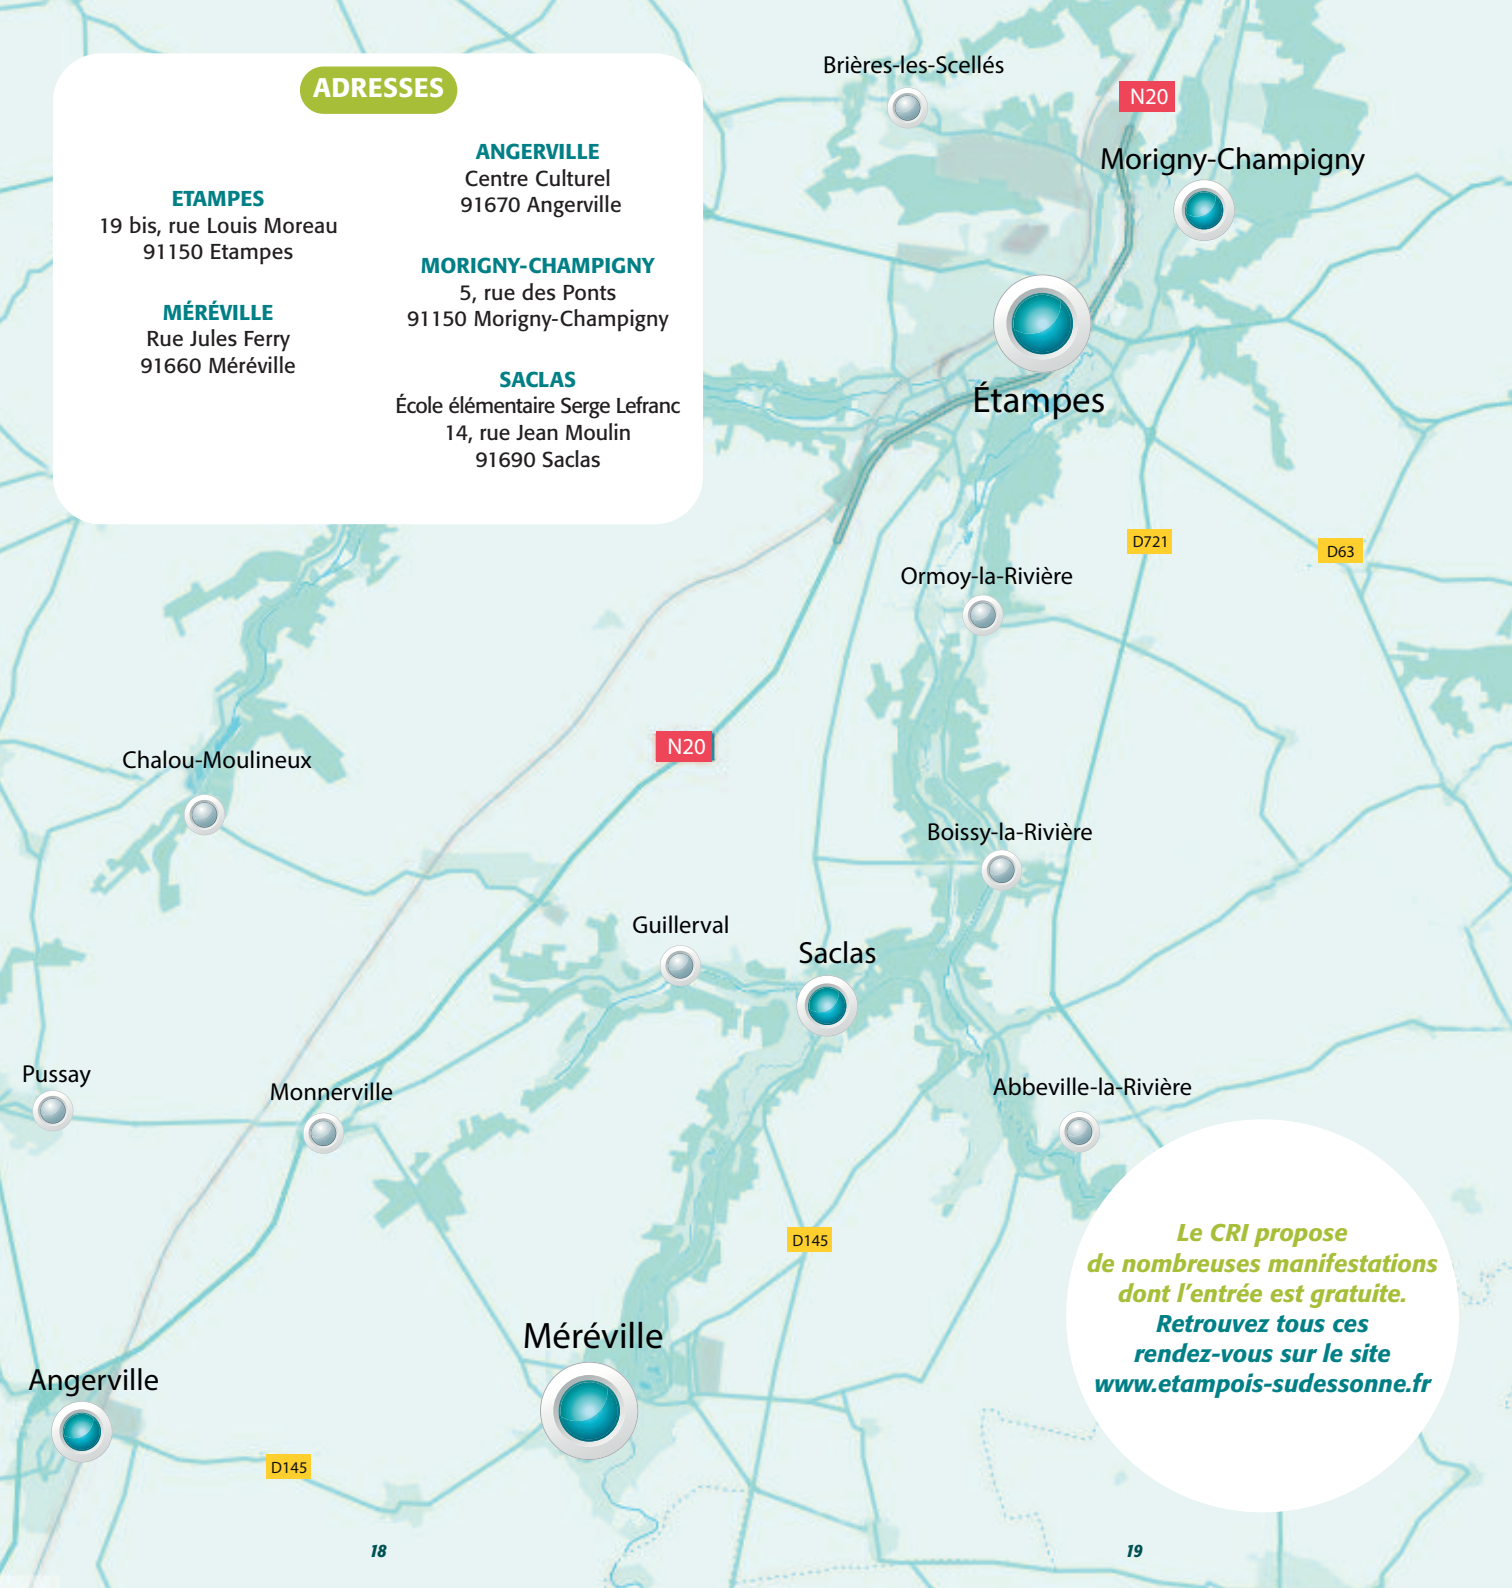 ADRESSES
ETAMPES
19 bis, rue Louis Moreau
91150 Etampes
MÉRÉVILLE
Rue Jules Ferry
91660 Méréville
ANGERVILLE
Centre Culturel
91670 Angerville
MORIGNY-CHAMPIGNY
5, rue des Ponts
91150 Morigny-Champigny
SACLAS
École élémentaire Serge Lefranc
14, rue Jean Moulin
91690 Saclas
Brières-les-Scellés
N20
Morigny-Champigny
Étampes
D721
D63
Ormoy-la-Rivière
N20
Chalou-Moulineux
Boissy-la-Rivière
Guillerval
Saclas
Pussay
Monnerville
Abbeville-la-Rivière
D145
Méréville
Angerville
D145
Le CRI propose
de nombreuses manifestations
dont l'entrée est gratuite.
Retrouvez tous ces
rendez-vous sur le site
www.etampois-sudessonne.fr
18
19